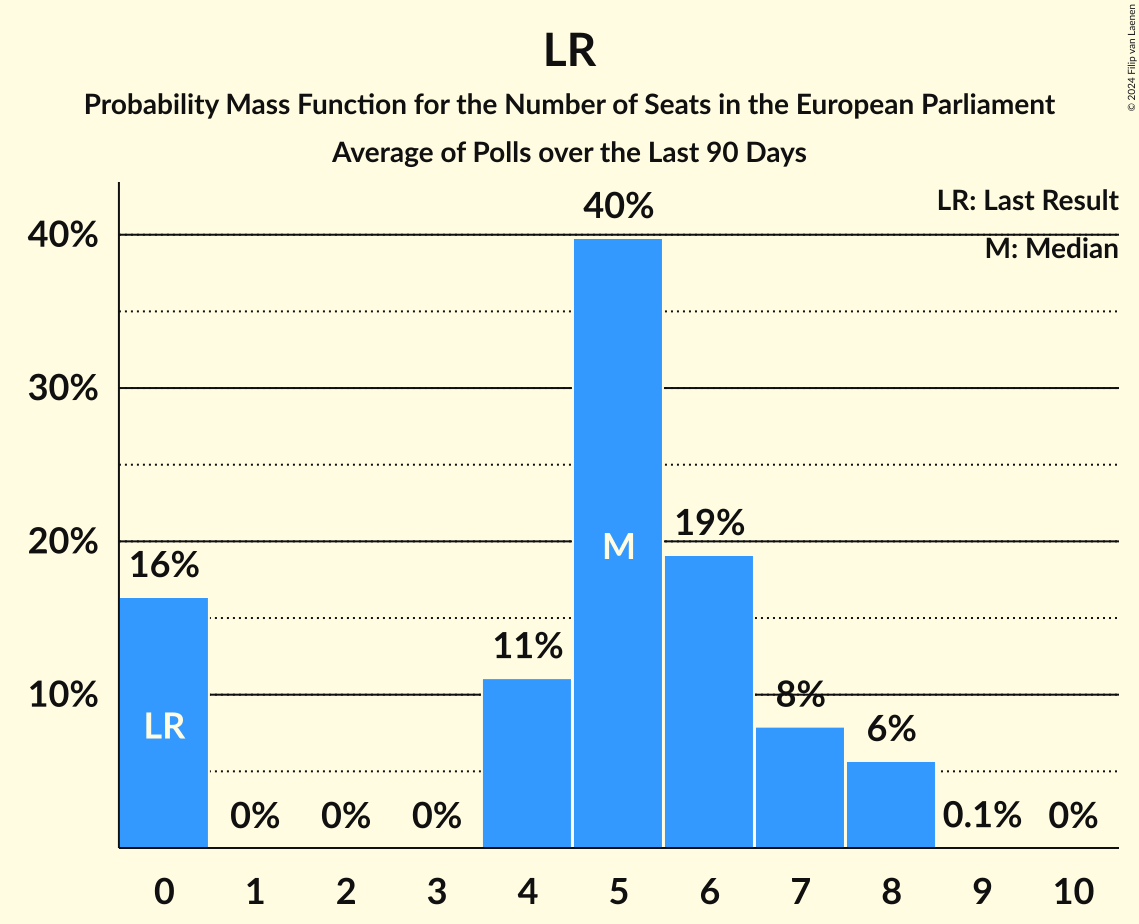 LR
Probability Mass Function for the Number of Seats in the European Parliament
Average of Polls over the Last 90 Days
© 2024 Filip van Laenen
LR: Last Result
M: Median
40%
30%
20%
10%
16%
0%
0%
0%
11%
40%
19%
8%
6%
0.1%
0%
LR
M
0 1 2 3 4 5 6 7 8 9 10